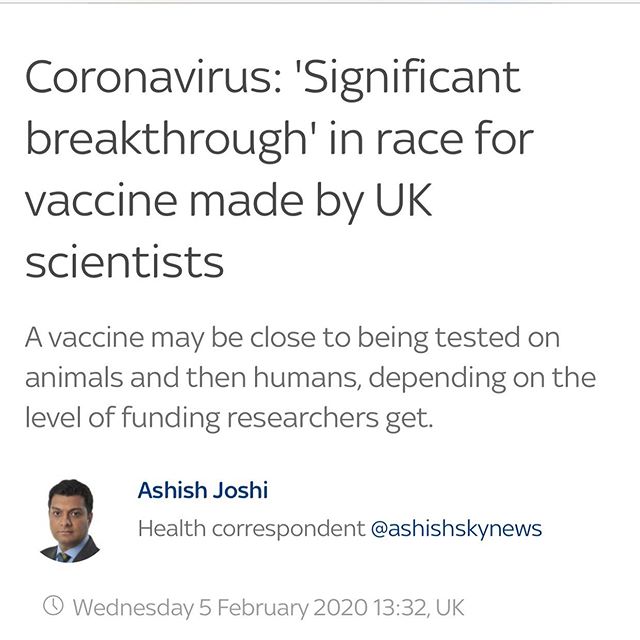 Coronavirus: 'Significant
breakthrough' in race for
vaccine made by UK
scientists
A vaccine may be close to being tested on
animals and then humans, depending on the
level of funding researchers get.
Ashish Joshi
Health correspondent @ashishskynews
Wednesday 5 February 2020 13:32, UK